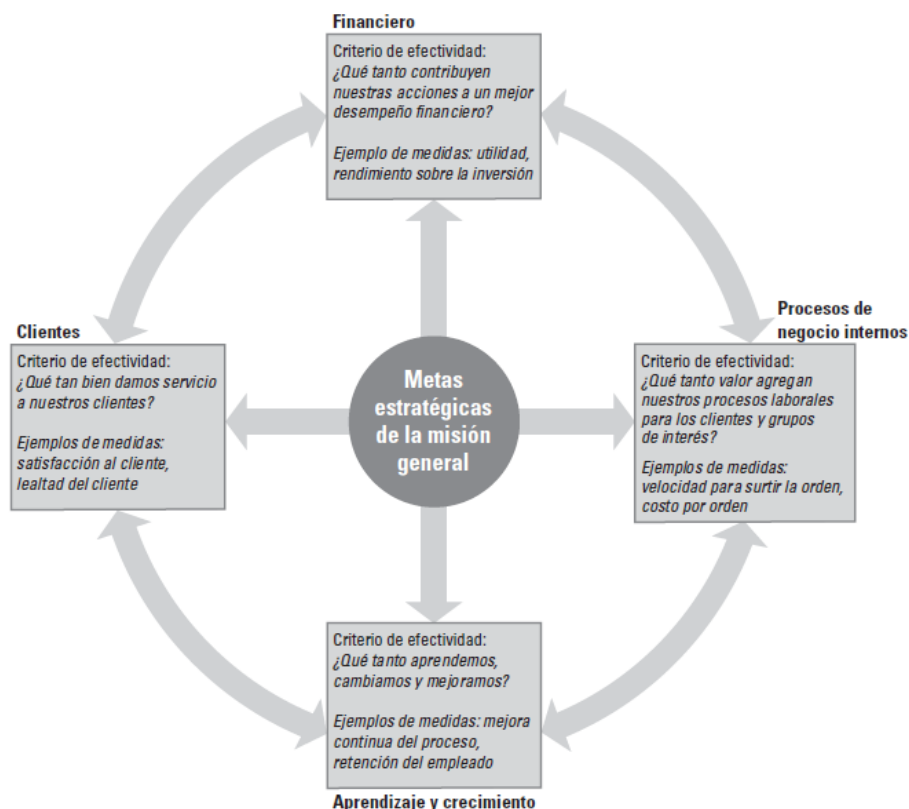 Financiero
Criterio de efectividad:
¿Qué tanto contribuyen
nuestras acciones a un mejor
desempeño financiero?
Ejemplo de medidas: utilidad,
rendimiento sobre la inversión
Clientes
Criterio de efectividad:
¿Qué tan bien damos servicio
a nuestros clientes?
Ejemplos de medidas:
satisfacción al cliente,
lealtad del cliente
Metas
estratégicas
de la misión
general
Procesos de
negocio internos
Criterio de efectividad:
¿Qué tanto valor agregan
nuestros procesos laborales
para los clientes y grupos
de interés?
Ejemplos de medidas:
velocidad para surtir la orden,
costo por orden
Criterio de efectividad:
¿Qué tanto aprendemos,
cambiamos y mejoramos?
Ejemplos de medidas: mejora
continua del proceso,
retención del empleado
Aprendizaje y crecimiento